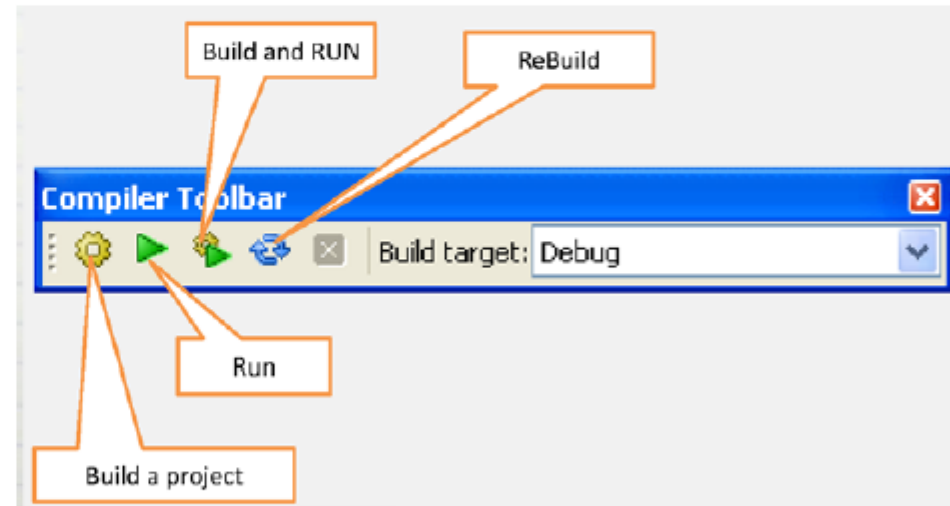 Build and RUN
ReBuild
Compiler Toolbar
Build target: Debug
Run
Build a project